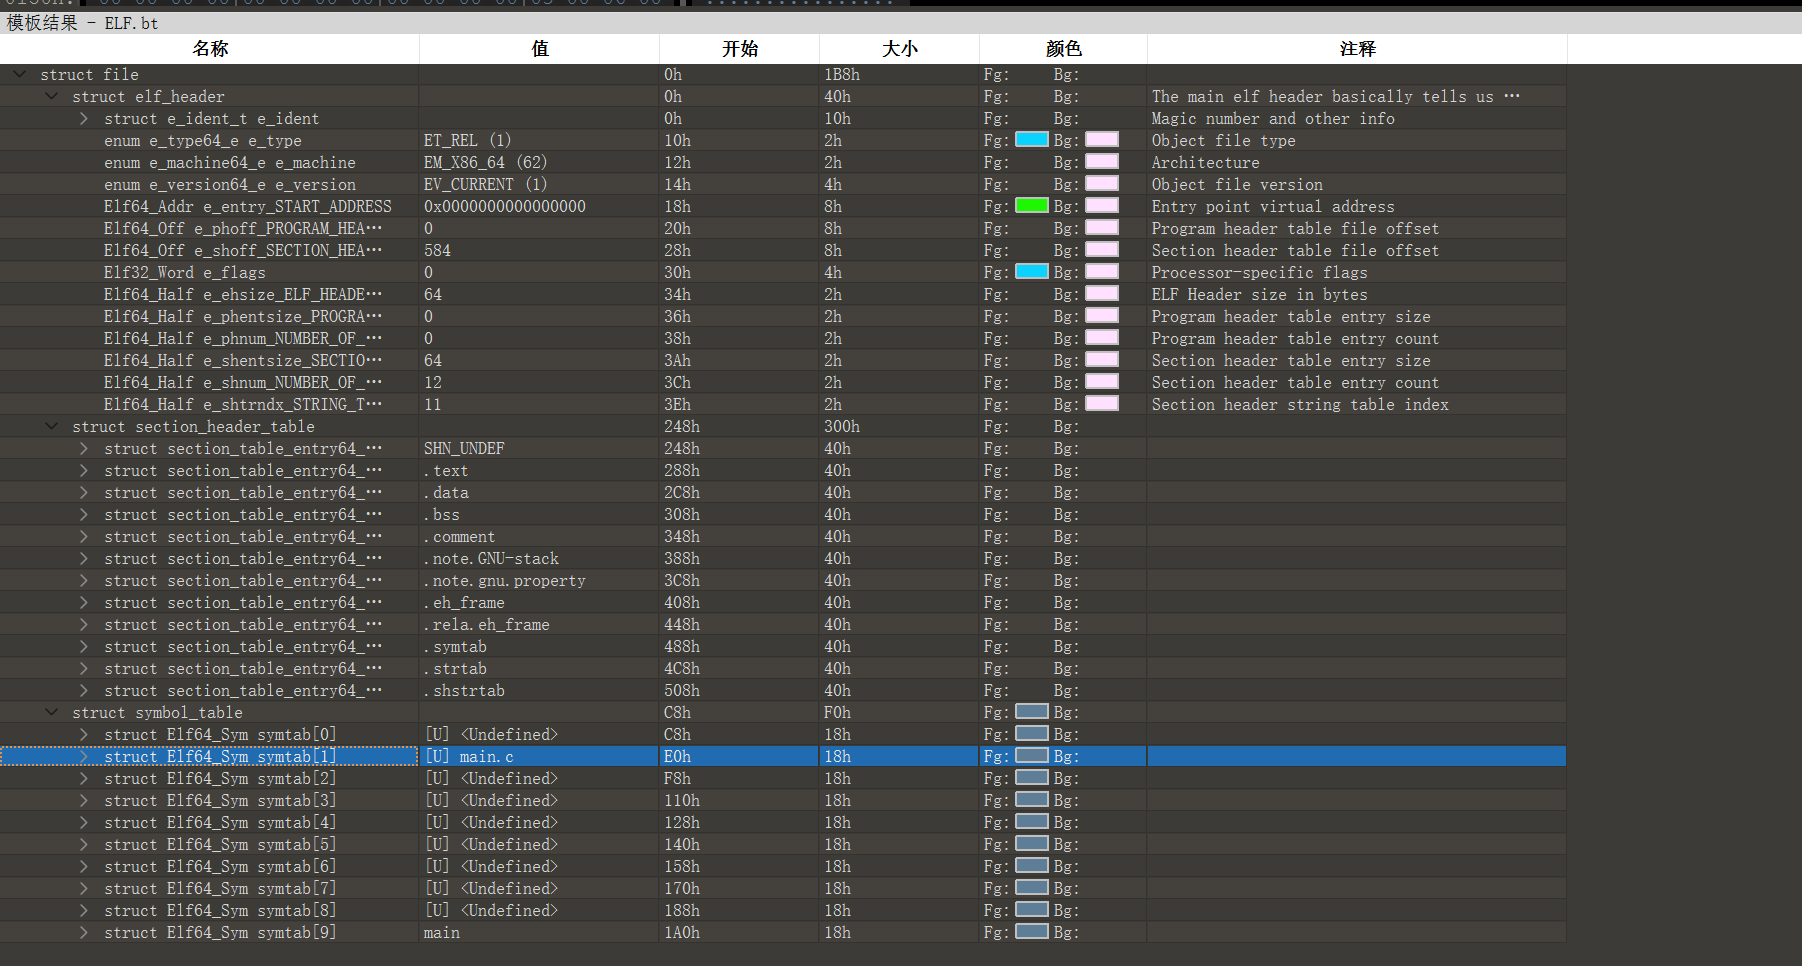 模板结果 - ELF.bt
名称 值 开始 大小 颜色 注释
struct file 0h 1B8h Fg: Bg:
struct elf_header 0h 40h Fg: Bg: The main elf header basically tells us ···
struct e_ident_t e_ident 0h 10h Fg: Bg: Magic number and other info
enum e_type64_e e_type ET_REL (1) 10h 2h Fg: Bg: Object file type
enum e_machine64_e e_machine EM_X86_64 (62) 12h 2h Fg: Bg: Architecture
enum e_version64_e e_version EV_CURRENT (1) 14h 4h Fg: Bg: Object file version
Elf64_Addr e_entry_START_ADDRESS 0x0000000000000000 18h 8h Fg: Bg: Entry point virtual address
Elf64_Off e_phoff_PROGRAM_HEA··· 0 20h 8h Fg: Bg: Program header table file offset
Elf64_Off e_shoff_SECTION_HEA··· 584 28h 8h Fg: Bg: Section header table file offset
Elf32_Word e_flags 0 30h 4h Fg: Bg: Processor-specific flags
Elf64_Half e_ehsize_ELF_HEADE··· 64 34h 2h Fg: Bg: ELF Header size in bytes
Elf64_Half e_phentsize_PROGRA··· 0 36h 2h Fg: Bg: Program header table entry size
Elf64_Half e_phnum_NUMBER_OF_··· 0 38h 2h Fg: Bg: Program header table entry count
Elf64_Half e_shentsize_SECTIO··· 64 3Ah 2h Fg: Bg: Section header table entry size
Elf64_Half e_shnum_NUMBER_OF_··· 12 3Ch 2h Fg: Bg: Section header table entry count
Elf64_Half e_shtrndx_STRING_T··· 11 3Eh 2h Fg: Bg: Section header string table index
struct section_header_table 248h 300h Fg: Bg:
struct section_table_entry64_··· SHN_UNDEF 248h 40h Fg: Bg:
struct section_table_entry64_··· .text 288h 40h Fg: Bg:
struct section_table_entry64_··· .data 2C8h 40h Fg: Bg:
struct section_table_entry64_··· .bss 308h 40h Fg: Bg:
struct section_table_entry64_··· .comment 348h 40h Fg: Bg:
struct section_table_entry64_··· .note.GNU-stack 388h 40h Fg: Bg:
struct section_table_entry64_··· .note.gnu.property 3C8h 40h Fg: Bg:
struct section_table_entry64_··· .eh_frame 408h 40h Fg: Bg:
struct section_table_entry64_··· .rela.eh_frame 448h 40h Fg: Bg:
struct section_table_entry64_··· .symtab 488h 40h Fg: Bg:
struct section_table_entry64_··· .strtab 4C8h 40h Fg: Bg:
struct section_table_entry64_··· .shstrtab 508h 40h Fg: Bg:
struct symbol_table C8h F0h Fg: Bg:
struct Elf64_Sym symtab[0] [U] <Undefined> C8h 18h Fg: Bg:
struct Elf64_Sym symtab[1] [U] main.c E0h 18h Fg: Bg:
struct Elf64_Sym symtab[2] [U] <Undefined> F8h 18h Fg: Bg:
struct Elf64_Sym symtab[3] [U] <Undefined> 110h 18h Fg: Bg:
struct Elf64_Sym symtab[4] [U] <Undefined> 128h 18h Fg: Bg:
struct Elf64_Sym symtab[5] [U] <Undefined> 140h 18h Fg: Bg:
struct Elf64_Sym symtab[6] [U] <Undefined> 158h 18h Fg: Bg:
struct Elf64_Sym symtab[7] [U] <Undefined> 170h 18h Fg: Bg:
struct Elf64_Sym symtab[8] [U] <Undefined> 188h 18h Fg: Bg:
struct Elf64_Sym symtab[9] main 1A0h 18h Fg: Bg: